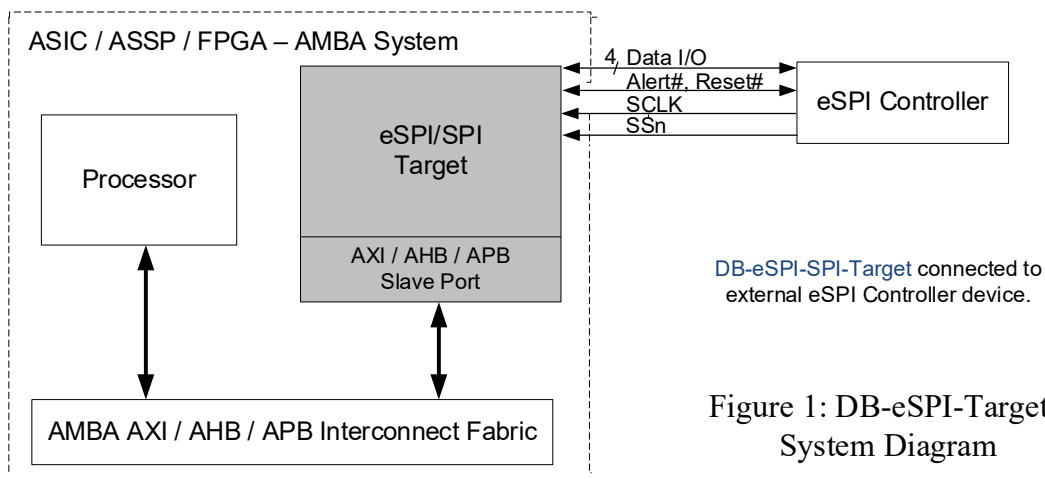 ASIC / ASSP / FPGA – AMBA System
4 Data I/O
Alert#, Reset#
SCLK
SSn
eSPI Controller
eSPI/SPI
Target
Processor
AXI / AHB / APB
Slave Port
DB-eSPI-SPI-Target connected to
external eSPI Controller device.
AMBA AXI / AHB / APB Interconnect Fabric
Figure 1: DB-eSPI-Target
System Diagram